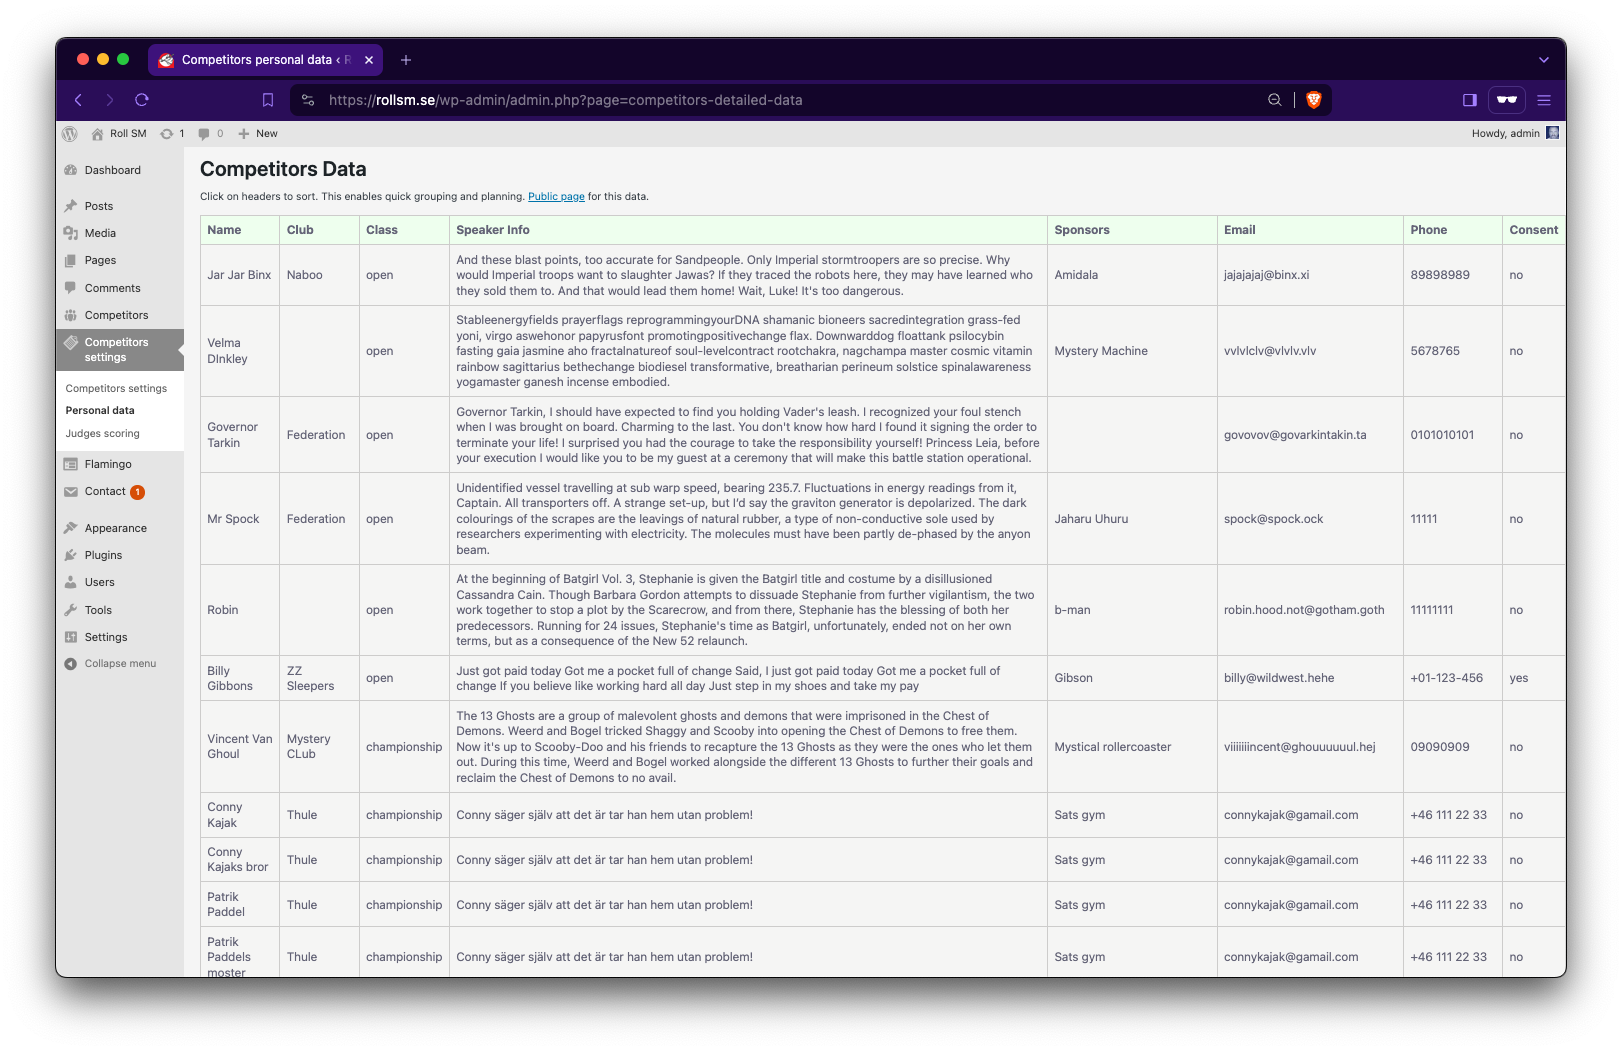 Competitors personal data ‹ R
https://rollsm.se/wp-admin/admin.php?page=competitors-detailed-data
Roll SM 1 0 New Howdy, admin
Dashboard
Posts
Media
Pages
Comments
Competitors
Competitors
settings
Competitors settings
Personal data
Judges scoring
Flamingo
Contact 1
Appearance
Plugins
Users
Tools
Settings
Collapse menu
Competitors Data
Click on headers to sort. This enables quick grouping and planning. Public page for this data.
Name Club Class Speaker Info Sponsors Email Phone Consent
Jar Jar Binx Naboo open
And these blast points, too accurate for Sandpeople. Only Imperial stormtroopers are so precise. Why
would Imperial troops want to slaughter Jawas? If they traced the robots here, they may have learned who
they sold them to. And that would lead them home! Wait, Luke! It's too dangerous.
Amidala jajajajaj@binx.xi 89898989 no
Velma
DInkley
open
Stableenergyfields prayerflags reprogrammingyourDNA shamanic bioneers sacredintegration grass-fed
yoni, virgo aswehonor papyrusfont promotingpositivechange flax. Downwarddog floattank psilocybin
fasting gaia jasmine aho fractalnatureof soul-levelcontract rootchakra, nagchampa master cosmic vitamin
rainbow sagittarius bethechange biodiesel transformative, breatharian perineum solstice spinalawareness
yogamaster ganesh incense embodied.
Mystery Machine vvlvlclv@vlvlv.vlv 5678765 no
Governor
Tarkin
Federation open
Governor Tarkin, I should have expected to find you holding Vader's leash. I recognized your foul stench
when I was brought on board. Charming to the last. You don't know how hard I found it signing the order to
terminate your life! I surprised you had the courage to take the responsibility yourself! Princess Leia, before
your execution I would like you to be my guest at a ceremony that will make this battle station operational.
govovov@govarkintakin.ta 0101010101 no
Mr Spock Federation open
Unidentified vessel travelling at sub warp speed, bearing 235.7. Fluctuations in energy readings from it,
Captain. All transporters off. A strange set-up, but I'd say the graviton generator is depolarized. The dark
colourings of the scrapes are the leavings of natural rubber, a type of non-conductive sole used by
researchers experimenting with electricity. The molecules must have been partly de-phased by the anyon
beam.
Jaharu Uhuru spock@spock.ock 11111 no
Robin open
At the beginning of Batgirl Vol. 3, Stephanie is given the Batgirl title and costume by a disillusioned
Cassandra Cain. Though Barbara Gordon attempts to dissuade Stephanie from further vigilantism, the two
work together to stop a plot by the Scarecrow, and from there, Stephanie has the blessing of both her
predecessors. Running for 24 issues, Stephanie's time as Batgirl, unfortunately, ended not on her own
terms, but as a consequence of the New 52 relaunch.
b-man robin.hood.not@gotham.goth 11111111 no
Billy
Gibbons
ZZ
Sleepers
open
Just got paid today Got me a pocket full of change Said, I just got paid today Got me a pocket full of
change If you believe like working hard all day Just step in my shoes and take my pay
Gibson billy@wildwest.hehe +01-123-456 yes
Vincent Van
Ghoul
Mystery
CLub
championship
The 13 Ghosts are a group of malevolent ghosts and demons that were imprisoned in the Chest of
Demons. Weerd and Bogel tricked Shaggy and Scooby into opening the Chest of Demons to free them.
Now it's up to Scooby-Doo and his friends to recapture the 13 Ghosts as they were the ones who let them
out. During this time, Weerd and Bogel worked alongside the different 13 Ghosts to further their goals and
reclaim the Chest of Demons to no avail.
Mystical rollercoaster viiiiiiincent@ghouuuuuul.hej 09090909 no
Conny
Kajak
Thule championship Conny säger själv att det är tar han hem utan problem! Sats gym connykajak@gamail.com +46 111 22 33 no
Conny
Kajaks bror
Thule championship Conny säger själv att det är tar han hem utan problem! Sats gym connykajak@gamail.com +46 111 22 33 no
Patrik
Paddel
Thule championship Conny säger själv att det är tar han hem utan problem! Sats gym connykajak@gamail.com +46 111 22 33 no
Patrik
Paddels
moster
Thule championship Conny säger själv att det är tar han hem utan problem! Sats gym connykajak@gamail.com +46 111 22 33 no